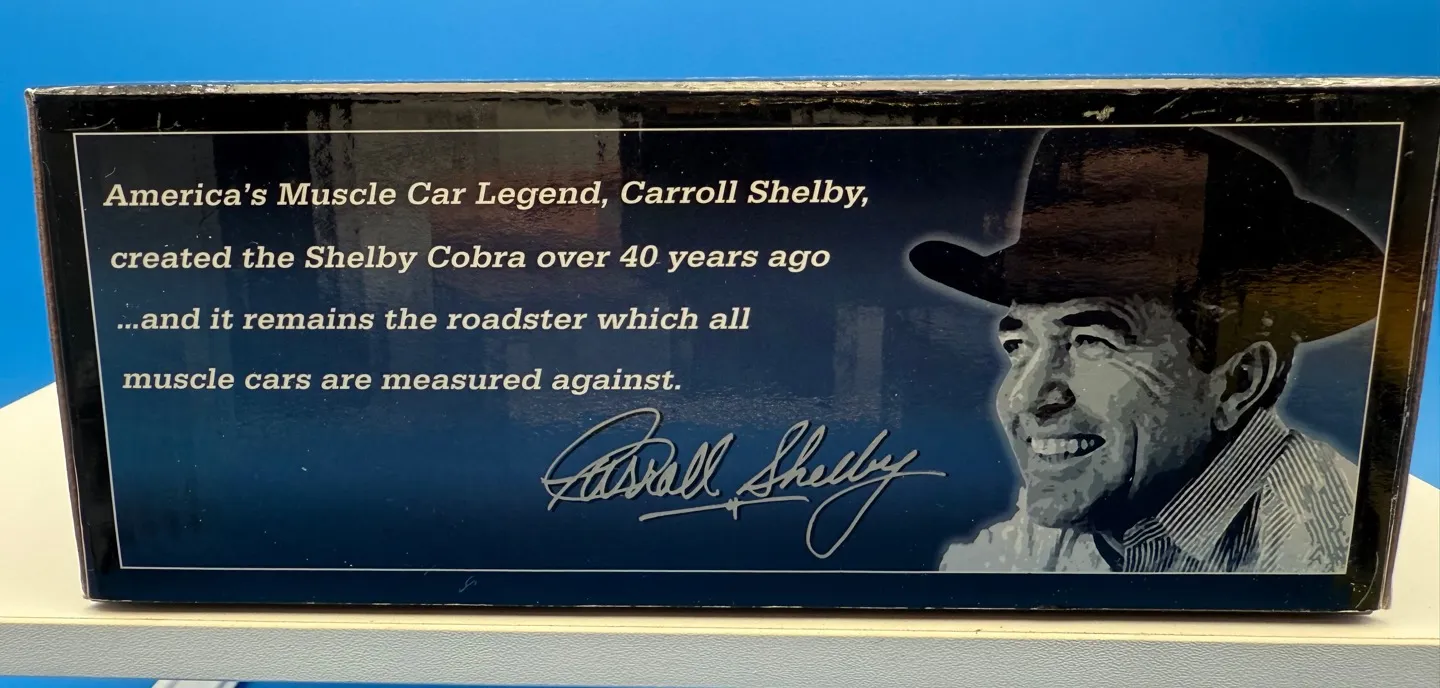 America's Muscle Car Legend, Carroll Shelby,
created the Shelby Cobra over 40 years ago
...and it remains the roadster which all
muscle cars are measured against.
Carroll Shelby